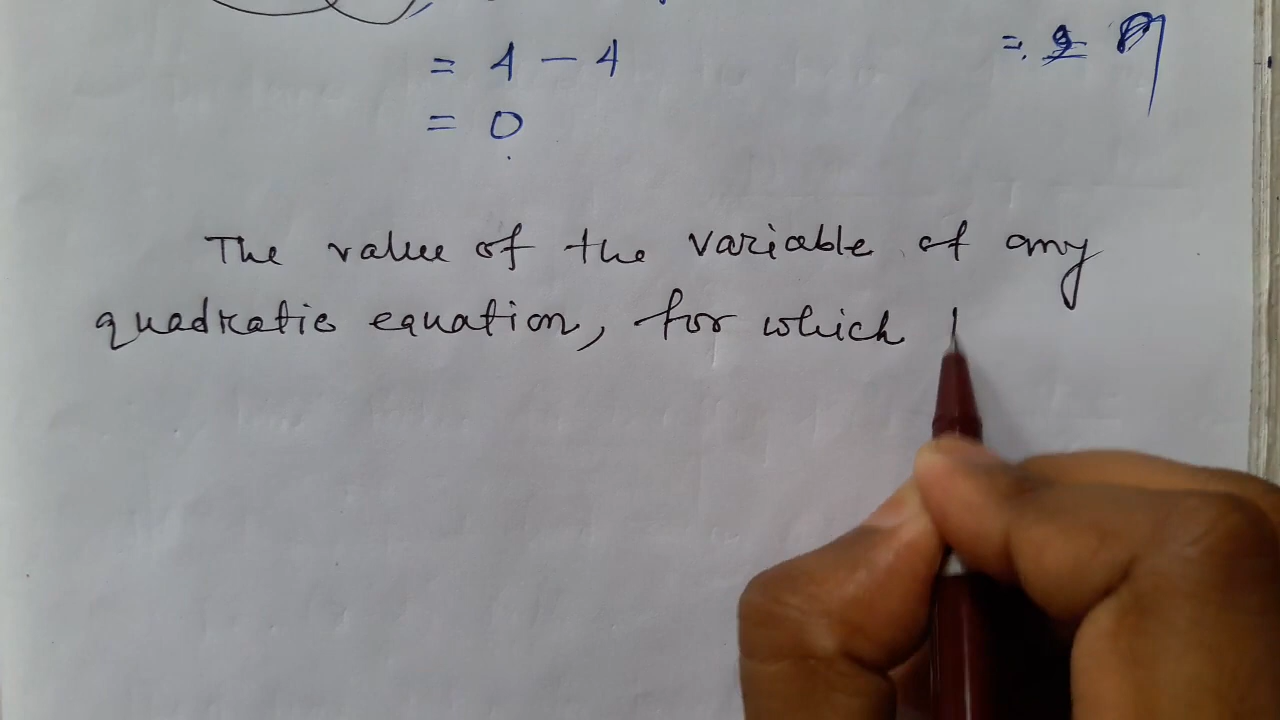 = 4 - 4
= 0
The value of the variable of any
quadratic equation, for which